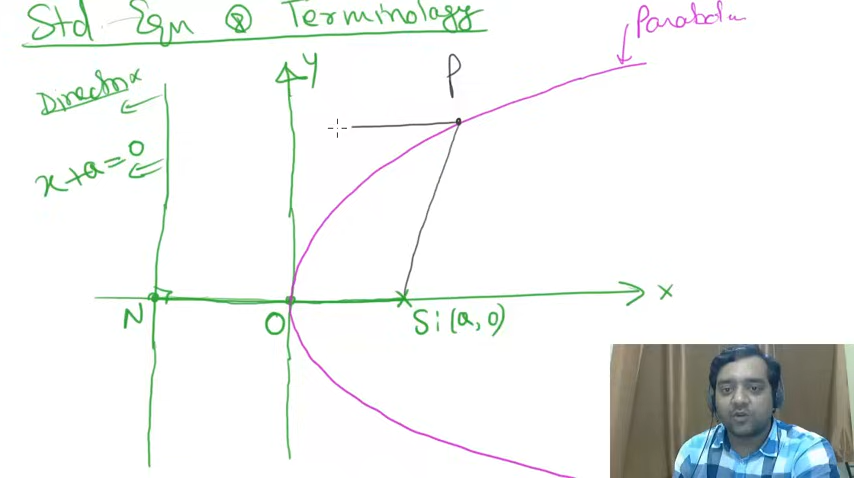 Std. Eqn & Terminology
Parabola
P
y
Directrix
x+a=0
x
N
O
S:(a,0)